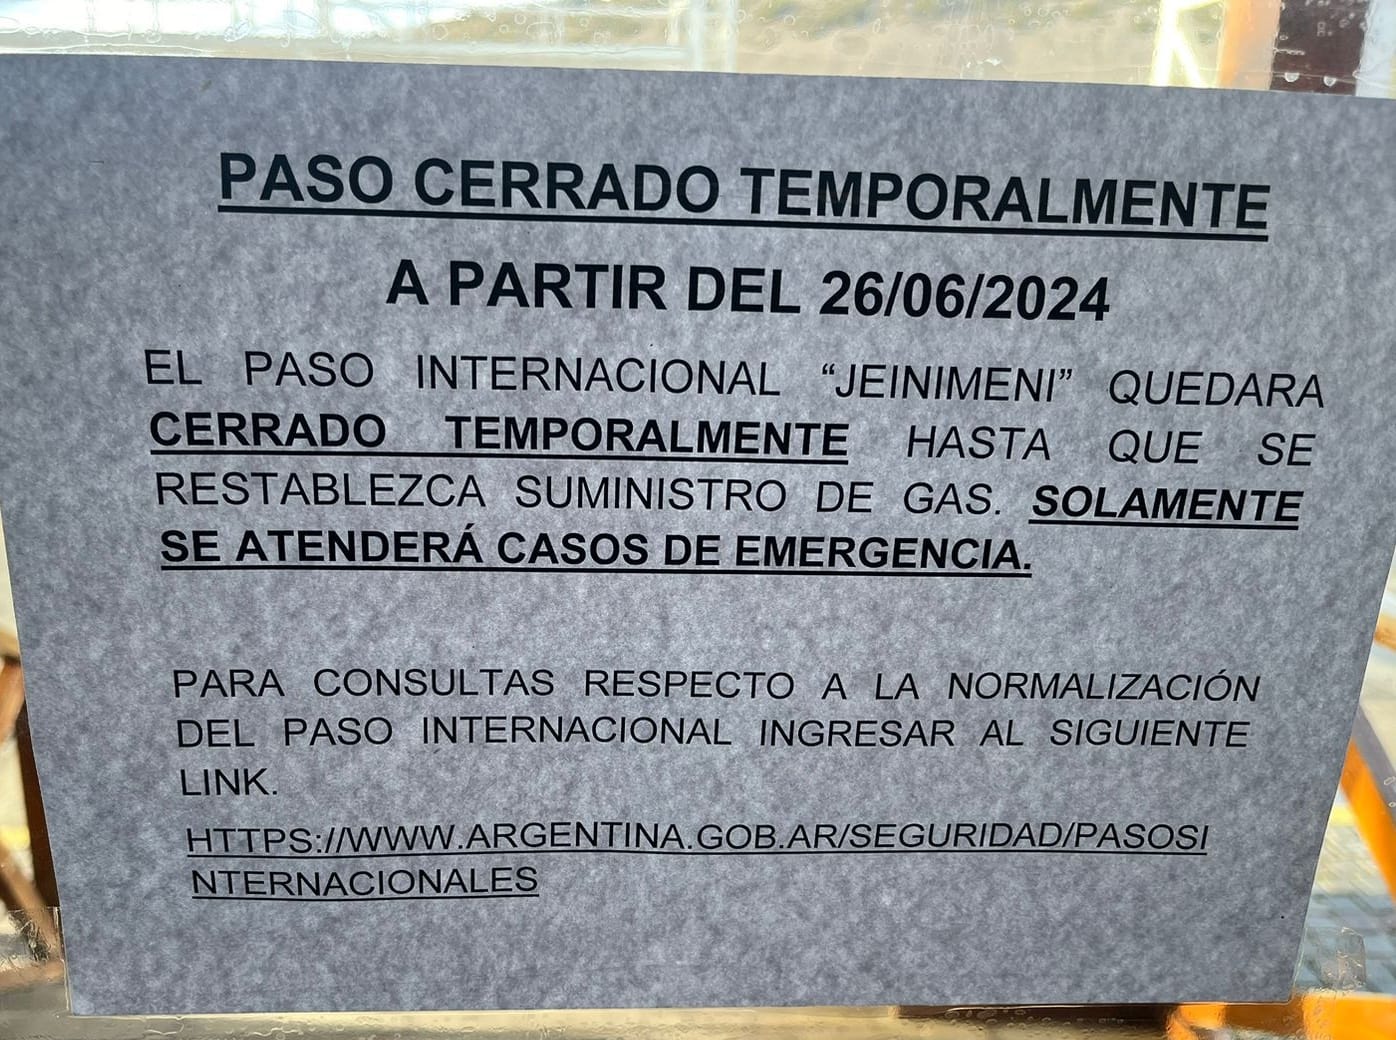 PASO CERRADO TEMPORALMENTE
A PARTIR DEL 26/06/2024
EL PASO INTERNACIONAL “JEINIMENI” QUEDARA
CERRADO TEMPORALMENTE HASTA QUE SE
RESTABLEZCA SUMINISTRO DE GAS. SOLAMENTE
SE ATENDERÁ CASOS DE EMERGENCIA.
PARA CONSULTAS RESPECTO A LA NORMALIZACIÓN
DEL PASO INTERNACIONAL INGRESAR AL SIGUIENTE
LINK.
HTTPS://WWW.ARGENTINA.GOB.AR/SEGURIDAD/PASOSI
NTERNACIONALES